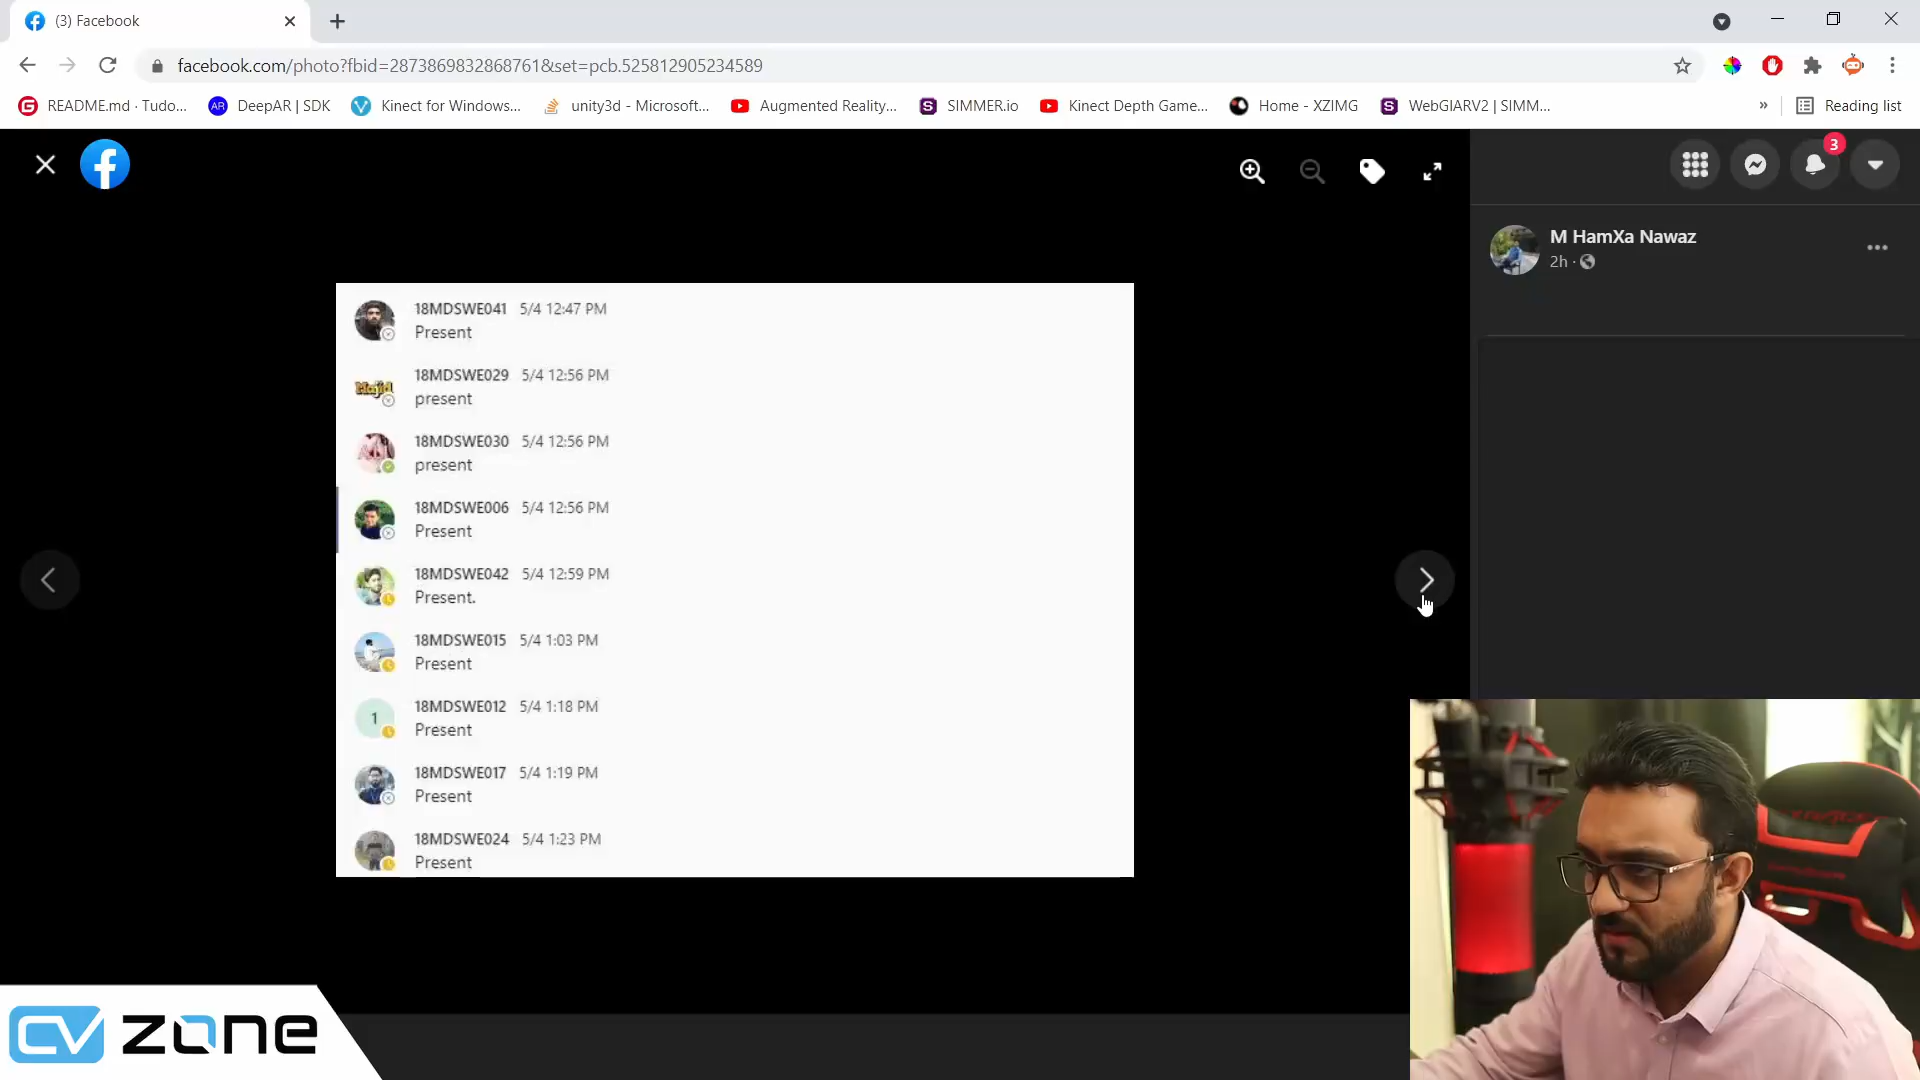 (3) Facebook
facebook.com/photo?fbid=2873869832868761&set=pcb.525812905234589
README.md · Tudo...
DeepAR | SDK
Kinect for Windows...
unity3d - Microsoft...
Augmented Reality...
SIMMER.io
Kinect Depth Game...
Home - XZIMG
WebGIARV2 | SIMM...
»
Reading list
3
M HamXa Nawaz
2h ·
18MDSWE041 5/4 12:47 PM
Present
Majid
18MDSWE029 5/4 12:56 PM
present
18MDSWE030 5/4 12:56 PM
present
18MDSWE006 5/4 12:56 PM
Present
18MDSWE042 5/4 12:59 PM
Present.
18MDSWE015 5/4 1:03 PM
Present
1
18MDSWE012 5/4 1:18 PM
Present
18MDSWE017 5/4 1:19 PM
Present
18MDSWE024 5/4 1:23 PM
Present
CV zone